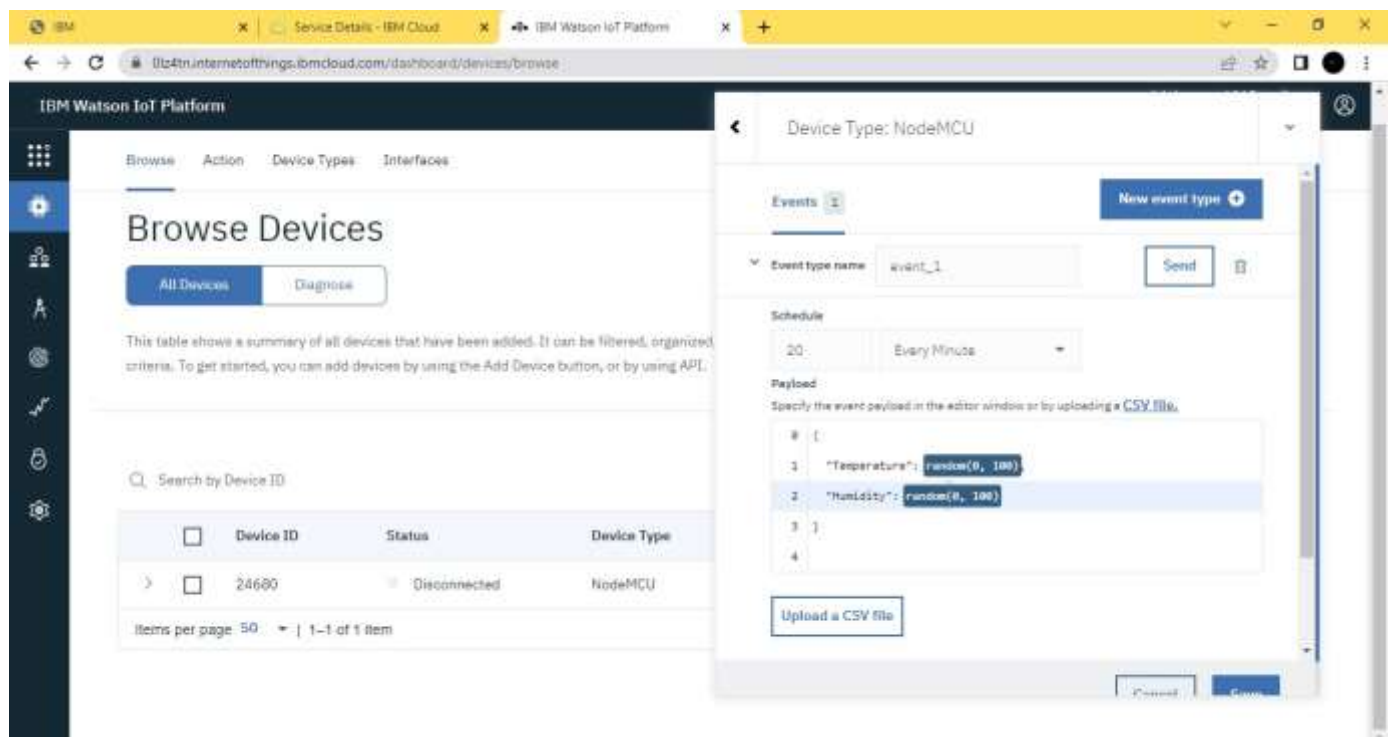 IBM
Service Details - IBM Cloud
IBM Watson IoT Platform
.internetofthings.ibmcloud.com/dashboard/devices/browse
IBM Watson IoT Platform
Browse Action Device Types Interfaces
Browse Devices
All Devices Diagnose
This table shows a summary of all devices that have been added. It can be filtered, organized,
criteria. To get started, you can add devices by using the Add Device button, or by using API.
Search by Device ID
Device ID Status Device Type
24680 Disconnected NodeMCU
Items per page 50 | 1–1 of 1 item
Device Type: NodeMCU
Events 1
New event type
Event type name event_1 Send
Schedule
20 Every Minute
Payload
Specify the event payload in the editor window or by uploading a CSV file.
0 {
1 "Temperature": random(0, 100),
2 "Humidity": random(0, 100)
3 }
4
Upload a CSV file
Cancel Save